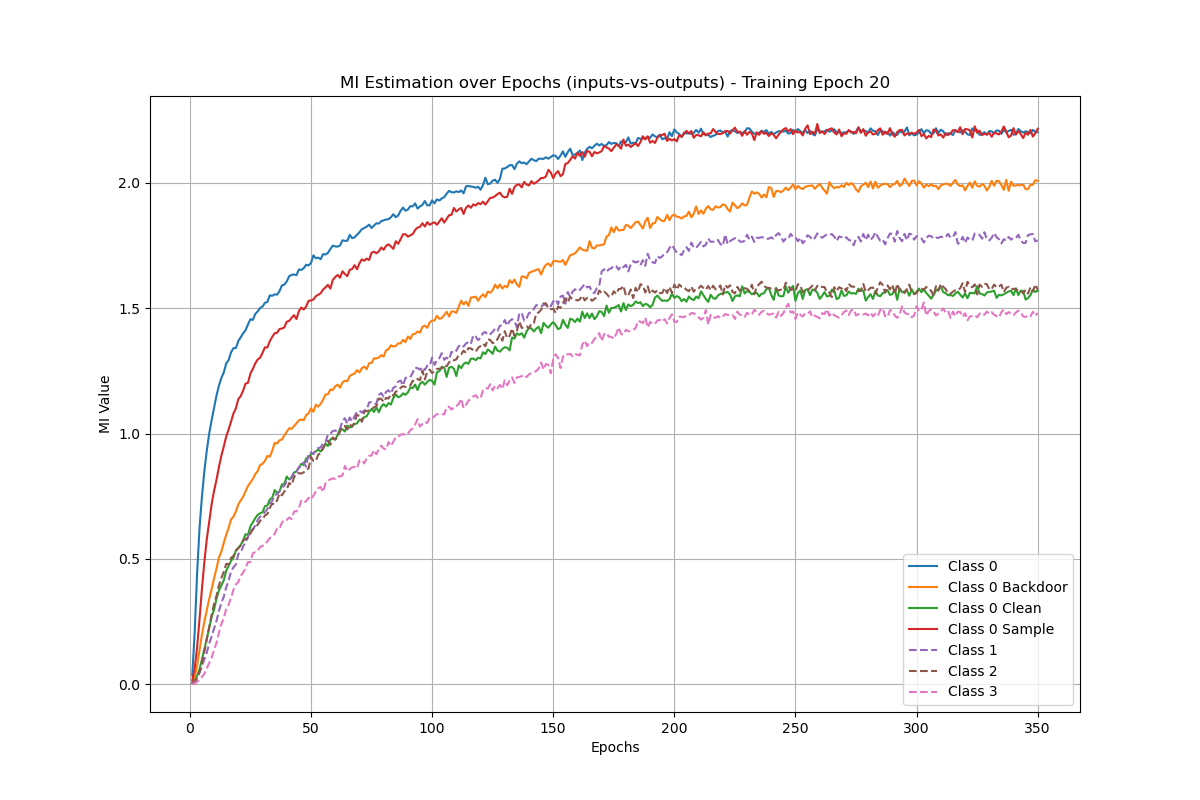 MI Estimation over Epochs (inputs-vs-outputs) - Training Epoch 20
MI Value
2.0
1.5
1.0
0.5
0.0
0 50 100 150 200 250 300 350
Epochs
Class 0
Class 0 Backdoor
Class 0 Clean
Class 0 Sample
Class 1
Class 2
Class 3